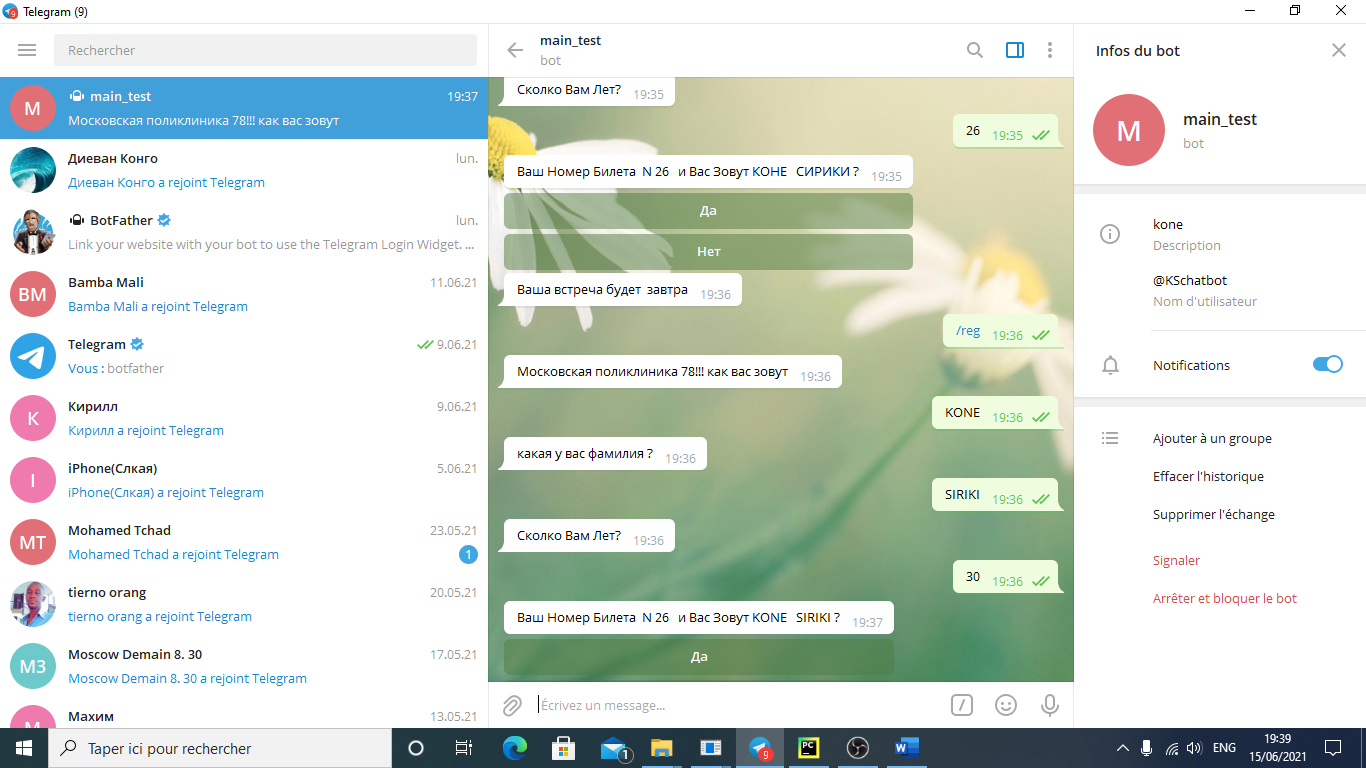 Telegram (9)
Rechercher
main_test
19:37
Московская поликлиника 78!!! как вас зовут
Диеван Конго
lun.
Диеван Конго a rejoint Telegram
BotFather
lun.
Link your website with your bot to use the Telegram Login Widget. ...
BM
Bamba Mali
11.06.21
Bamba Mali a rejoint Telegram
Telegram
9.06.21
Vous : botfather
К
Кирилл
9.06.21
Кирилл a rejoint Telegram
I
iPhone(Слкая)
5.06.21
iPhone(Слкая) a rejoint Telegram
MT
Mohamed Tchad
23.05.21
Mohamed Tchad a rejoint Telegram
1
tierno orang
20.05.21
tierno orang a rejoint Telegram
M3
Moscow Demain 8. 30
17.05.21
Moscow Demain 8. 30 a rejoint Telegram
Махим
13.05.21
M
main_test
bot
Сколко Вам Лет? 19:35
26 19:35
Ваш Номер Билета N 26 и Вас Зовут КОНЕ СИРИКИ ? 19:35
Да
Нет
Ваша встреча будет завтра 19:36
/reg 19:36
Московская поликлиника 78!!! как вас зовут 19:36
KONE 19:36
какая у вас фамилия ? 19:36
SIRIKI 19:36
Сколко Вам Лет? 19:36
30 19:36
Ваш Номер Билета N 26 и Вас Зовут KONE SIRIKI ? 19:37
Да
Écrivez un message...
Infos du bot
M
main_test
bot
kone
Description
@KSchatbot
Nom d'utilisateur
Notifications
Ajouter à un groupe
Effacer l'historique
Supprimer l'échange
Signaler
Arrêter et bloquer le bot
Taper ici pour rechercher
1
9
PC
W
ENG
19:39
15/06/2021